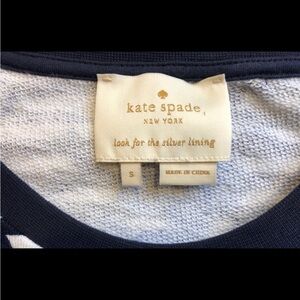 kate spade
NEW YORK
look for the silver lining
S
MADE IN CHINA